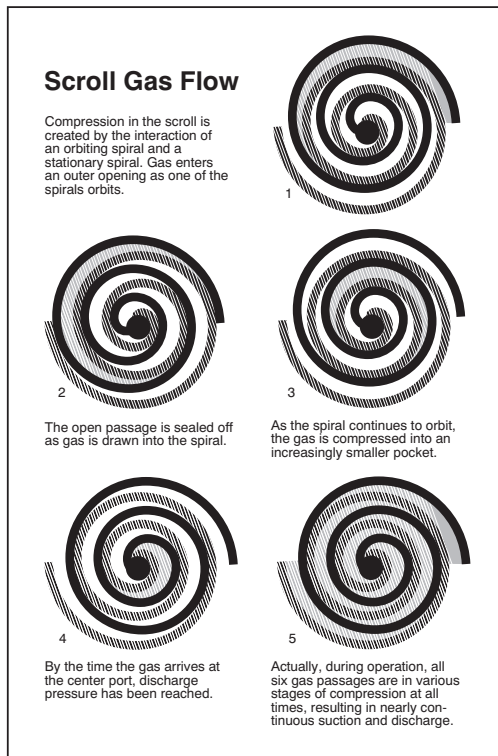 Scroll Gas Flow
Compression in the scroll is
created by the interaction of
an orbiting spiral and a
stationary spiral. Gas enters
an outer opening as one of the
spirals orbits.
1
2
The open passage is sealed off
as gas is drawn into the spiral.
3
As the spiral continues to orbit,
the gas is compressed into an
increasingly smaller pocket.
4
By the time the gas arrives at
the center port, discharge
pressure has been reached.
5
Actually, during operation, all
six gas passages are in various
stages of compression at all
times, resulting in nearly con-
tinuous suction and discharge.